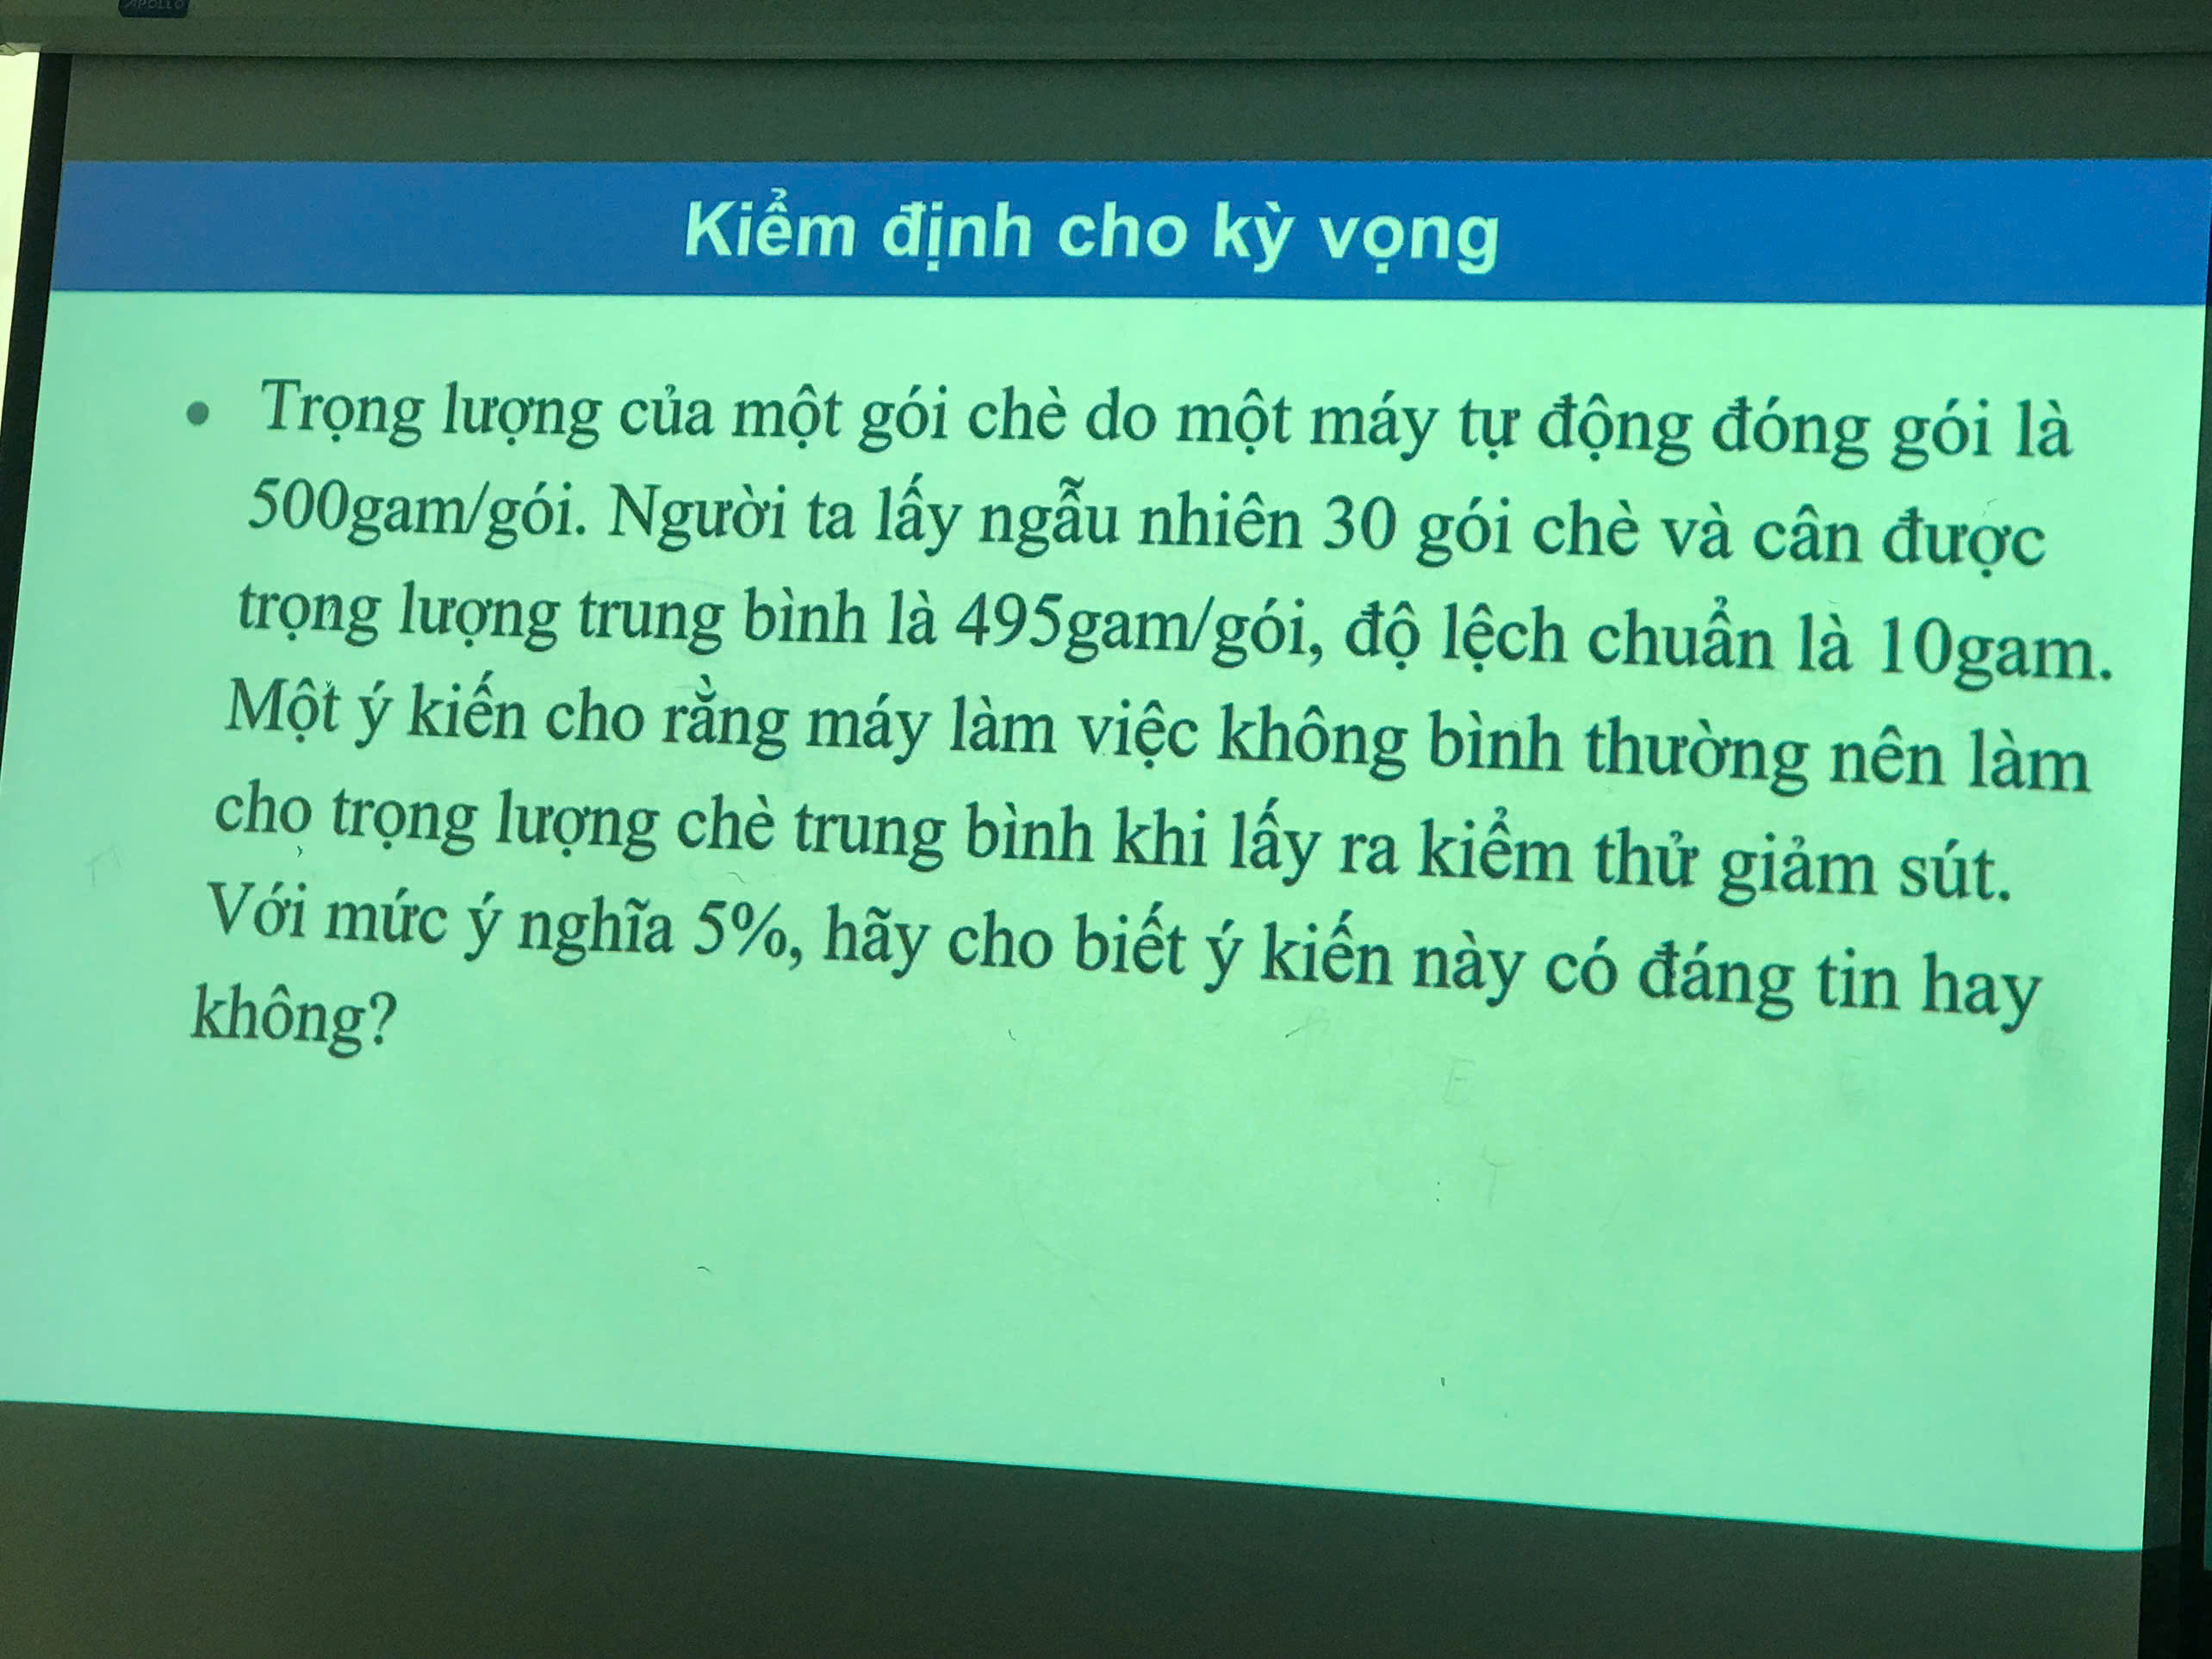 APOLLO
Kiểm định cho kỳ vọng
• Trọng lượng của một gói chè do một máy tự động đóng gói là
500gam/gói. Người ta lấy ngẫu nhiên 30 gói chè và cân được
trọng lượng trung bình là 495gam/gói, độ lệch chuẩn là 10gam.
Một ý kiến cho rằng máy làm việc không bình thường nên làm
cho trọng lượng chè trung bình khi lấy ra kiểm thử giảm sút.
Với mức ý nghĩa 5%, hãy cho biết ý kiến này có đáng tin hay
không?